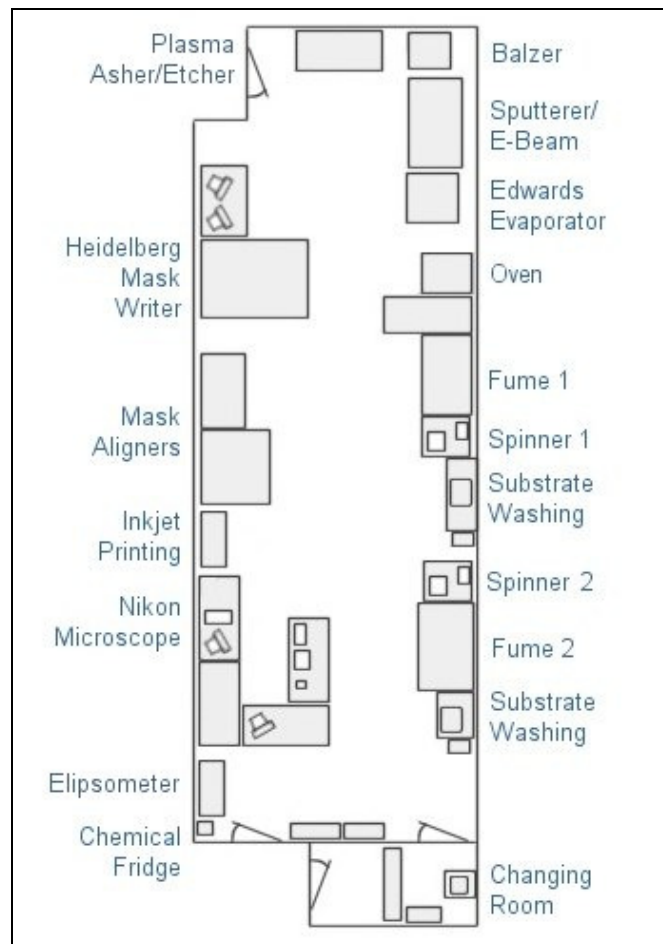 Plasma
Asher/Etcher
Balzer
Sputterer/
E-Beam
Edwards
Evaporator
Heidelberg
Mask
Writer
Oven
Fume 1
Mask
Aligners
Spinner 1
Substrate
Washing
Inkjet
Printing
Spinner 2
Nikon
Microscope
Fume 2
Substrate
Washing
Elipsometer
Chemical
Fridge
Changing
Room